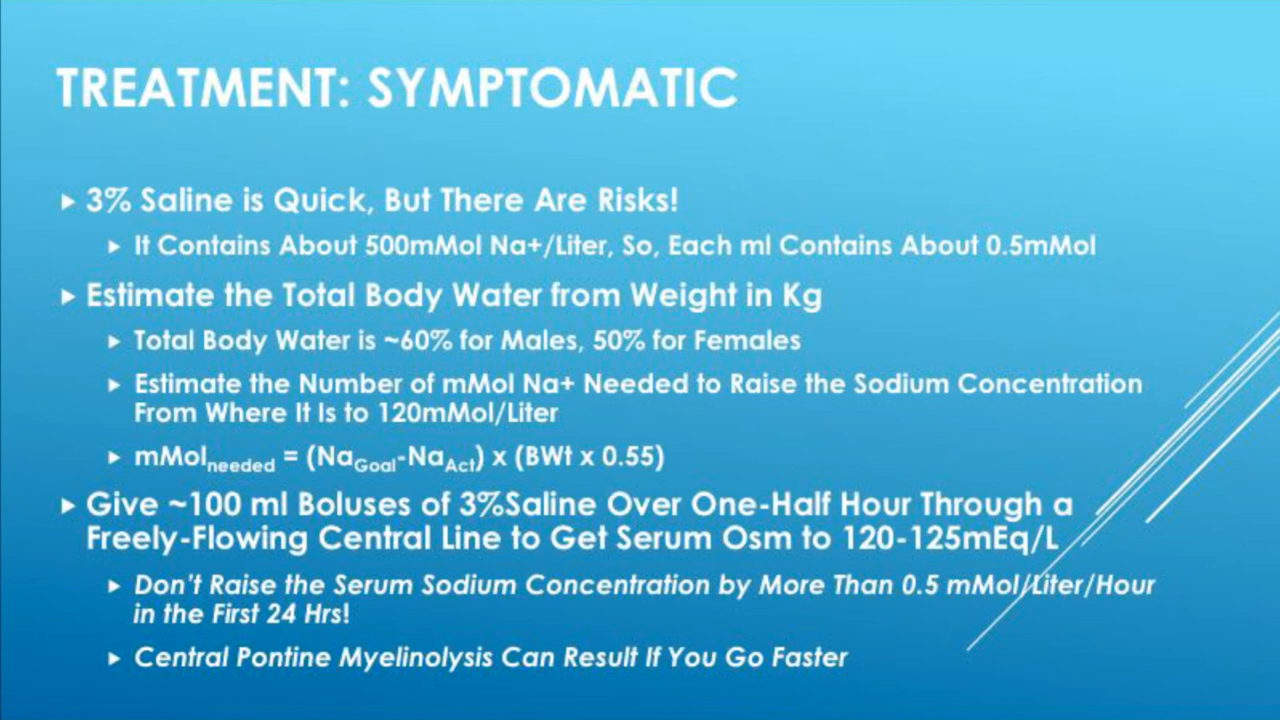 TREATMENT: SYMPTOMATIC
3% Saline is Quick, But There Are Risks!
It Contains About 500mMol Na+/Liter, So, Each ml Contains About 0.5mMol
Estimate the Total Body Water from Weight in Kg
Total Body Water is ~60% for Males, 50% for Females
Estimate the Number of mMol Na+ Needed to Raise the Sodium Concentration
From Where It Is to 120mMol/Liter
mMolneeded = (NaGoal-NaAct) x (BWt x 0.55)
Give ~100 ml Boluses of 3%Saline Over One-Half Hour Through a
Freely-Flowing Central Line to Get Serum Osm to 120-125mEq/L
Don't Raise the Serum Sodium Concentration by More Than 0.5 mMol/Liter/Hour
in the First 24 Hrs!
Central Pontine Myelinolysis Can Result If You Go Faster